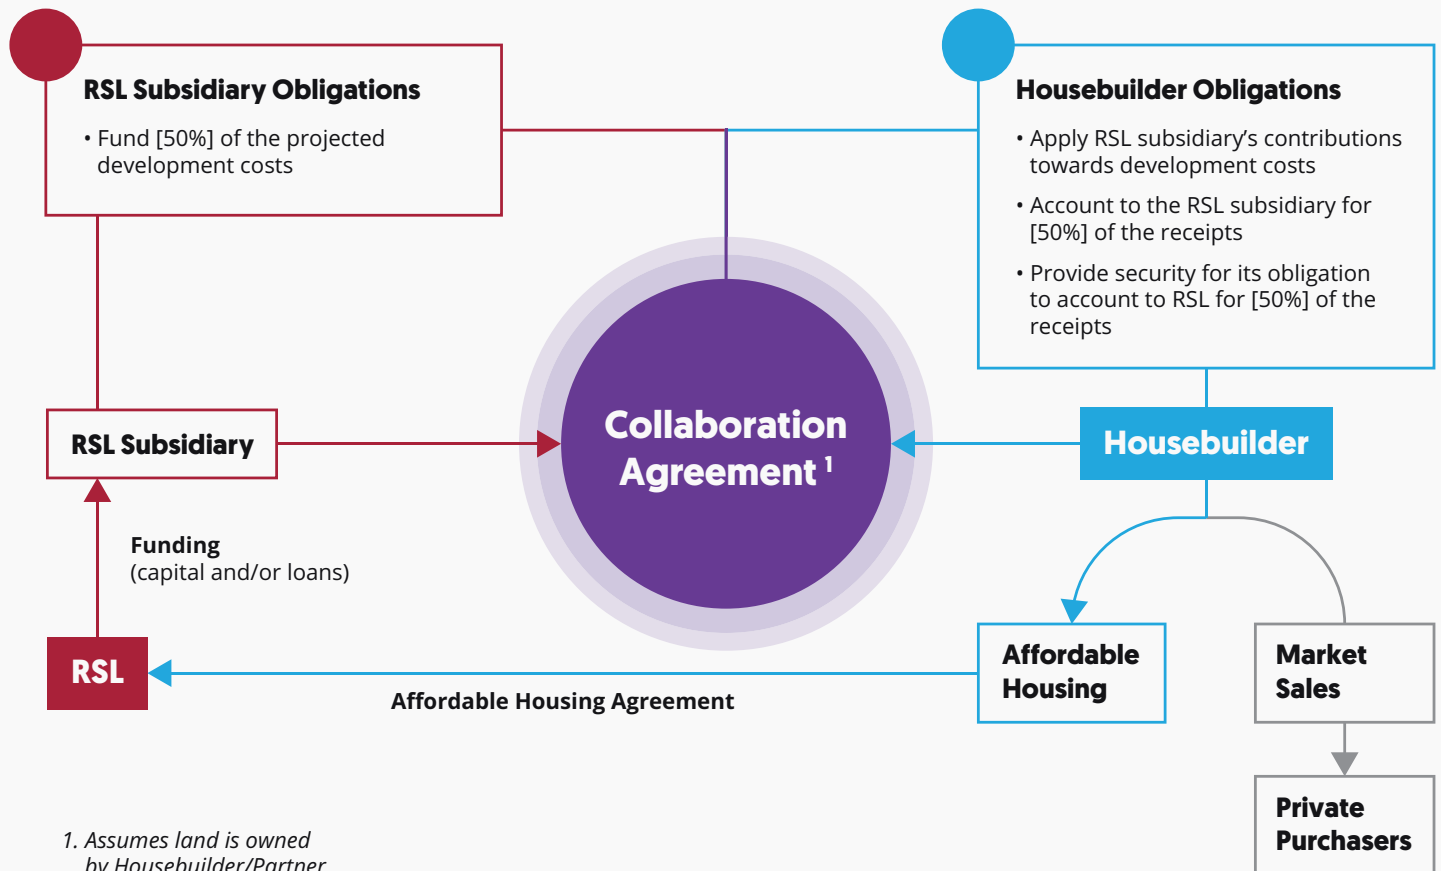 RSL Subsidiary Obligations
• Fund [50%] of the projected
development costs
Housebuilder Obligations
• Apply RSL subsidiary’s contributions
towards development costs
• Account to the RSL subsidiary for
[50%] of the receipts
• Provide security for its obligation
to account to RSL for [50%] of the
receipts
RSL Subsidiary
Collaboration
Agreement ¹
Housebuilder
Funding
(capital and/or loans)
RSL
Affordable Housing Agreement
Affordable
Housing
Market
Sales
Private
Purchasers
1. Assumes land is owned
by Housebuilder/Partner